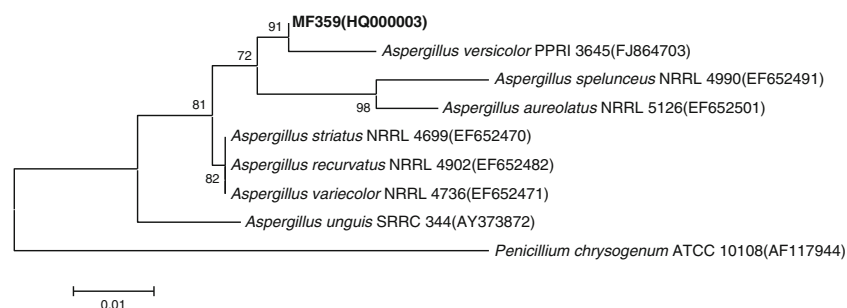 91
MF359(HQ000003)
Aspergillus versicolor PPRI 3645(FJ864703)
72
Aspergillus spelunceus NRRL 4990(EF652491)
98
Aspergillus aureolatus NRRL 5126(EF652501)
81
Aspergillus striatus NRRL 4699(EF652470)
Aspergillus recurvatus NRRL 4902(EF652482)
82
Aspergillus variecolor NRRL 4736(EF652471)
Aspergillus unguis SRRC 344(AY373872)
Penicillium chrysogenum ATCC 10108(AF117944)
0.01